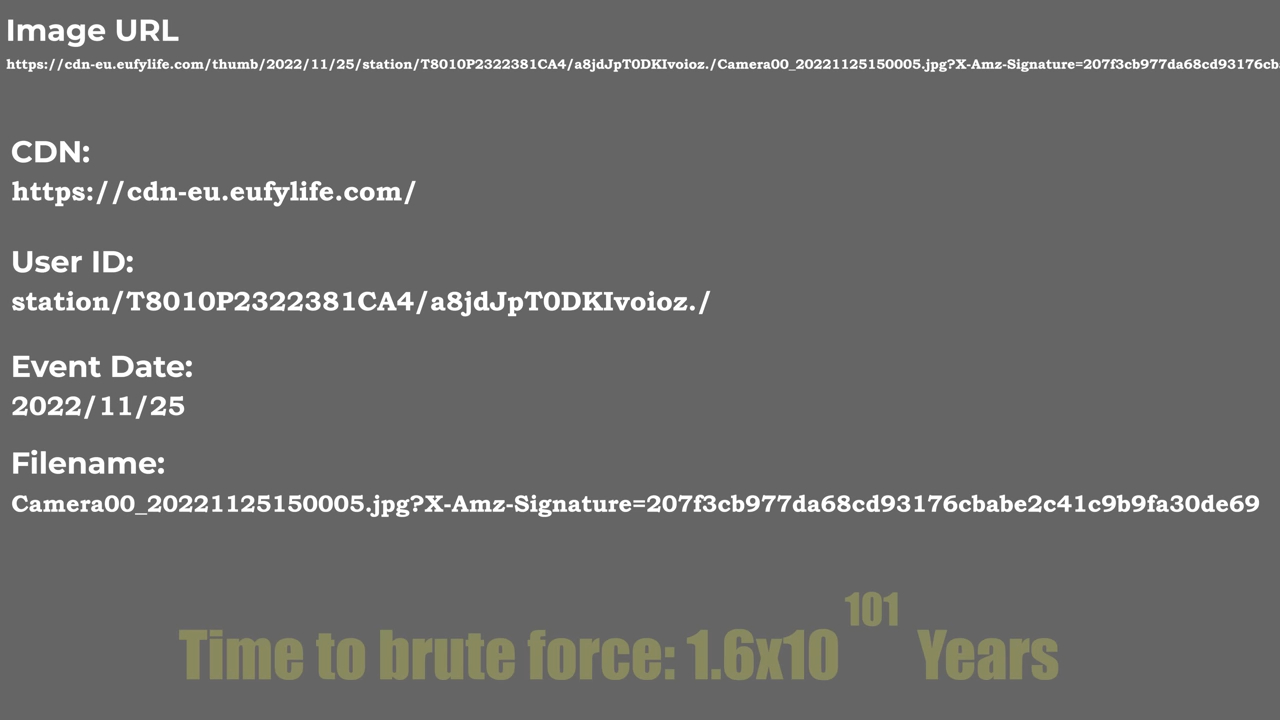 Image URL
https://cdn-eu.eufylife.com/thumb/2022/11/25/station/T8010P2322381CA4/a8jdJpT0DKIvoioz./Camera00_20221125150005.jpg?X-Amz-Signature=207f3cb977da68cd93176cb
CDN:
https://cdn-eu.eufylife.com/
User ID:
station/T8010P2322381CA4/a8jdJpT0DKIvoioz./
Event Date:
2022/11/25
Filename:
Camera00_20221125150005.jpg?X-Amz-Signature=207f3cb977da68cd93176cbabe2c41c9b9fa30de69
Time to brute force: 1.6x10 101 Years